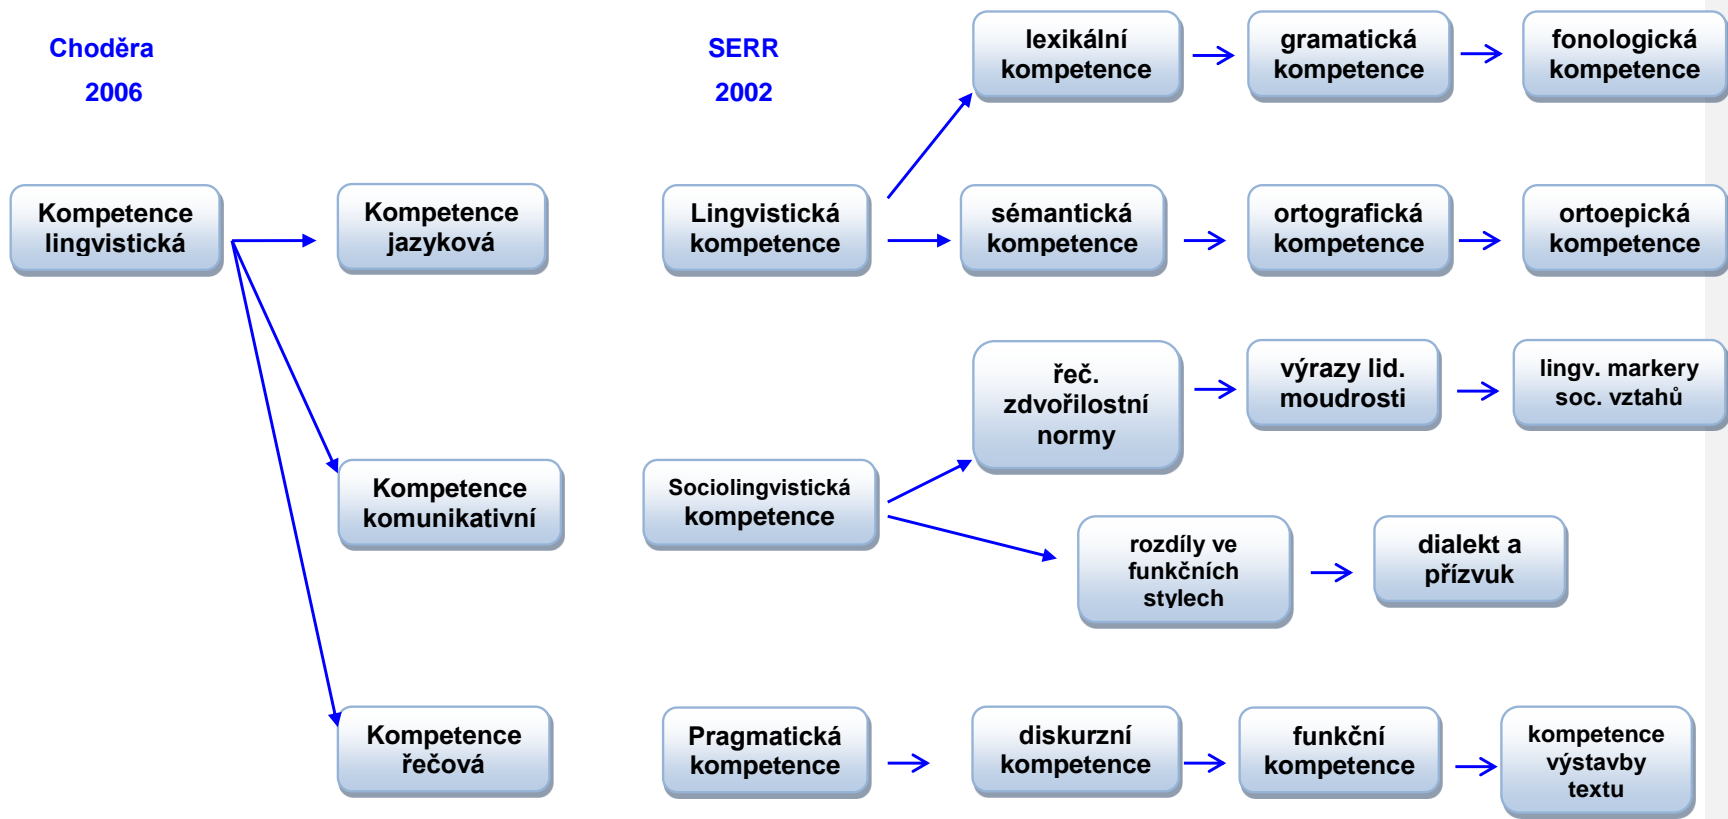 Choděra
2006
SERR
2002
lexikální
kompetence
gramatická
kompetence
fonologická
kompetence
Kompetence
lingvistická
Kompetence
jazyková
Lingvistická
kompetence
sémantická
kompetence
ortografická
kompetence
ortoepická
kompetence
řeč.
zdvořilostní
normy
výrazy lid.
moudrosti
lingv. markery
soc. vztahů
Kompetence
komunikativní
Sociolingvistická
kompetence
rozdíly ve
funkčních
stylech
dialekt a
přízvuk
Kompetence
řečová
Pragmatická
kompetence
diskurzní
kompetence
funkční
kompetence
kompetence
výstavby
textu